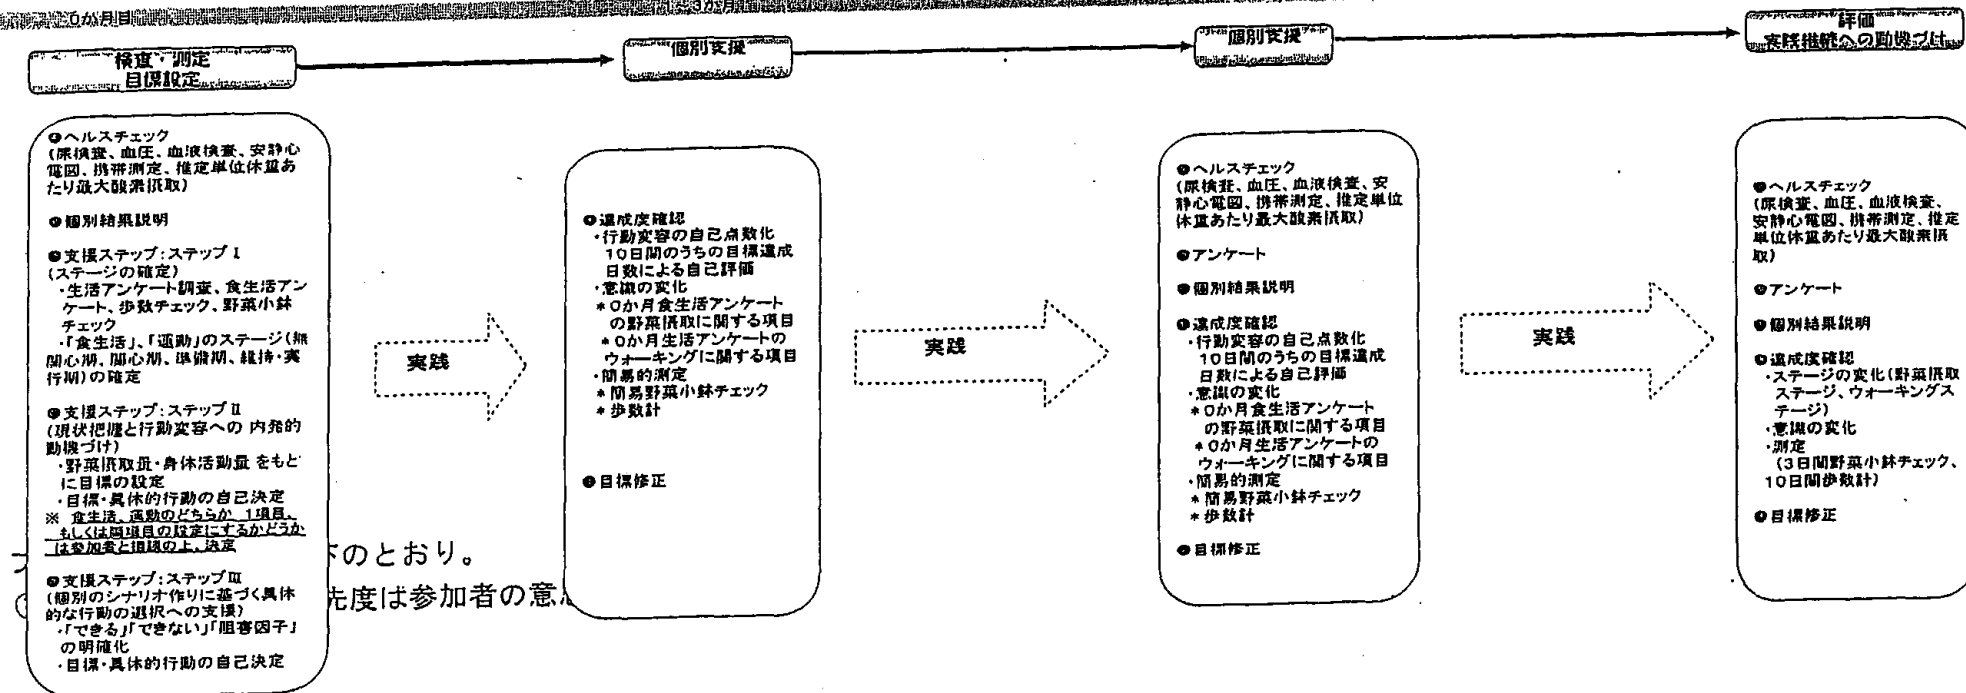 0か月目
3か月
検査・測定
目標設定
個別支援
個別支援
評価
実践継続への動機づけ
●ヘルスチェック
(尿検査、血圧、血液検査、安静心
電図、携帯測定、推定単位体重あ
たり最大酸素摂取)
●個別結果説明
●支援ステップ:ステップⅠ
(ステージの確定)
・生活アンケート調査、食生活アン
ケート、歩数チェック、野菜小鉢
チェック
・「食生活」、「運動」のステージ(無
関心期、関心期、準備期、維持・実
行期)の確定
●支援ステップ:ステップⅡ
(現状把握と行動変容への 内発的
動機づけ)
・野菜摂取量・身体活動量 をもと
に目標の設定
・目標・具体的行動の自己決定
※ 食生活、運動のどちらか 1項目、
もしくは両項目の設定にするかどうか
は参加者と相談の上、決定
●支援ステップ:ステップⅢ
(個別のシナリオ作りに基づく具体
的な行動の選択への支援)
・「できる」「できない」「阻害因子」
の明確化
・目標・具体的行動の自己決定
実践
●達成度確認
・行動変容の自己点数化
10日間のうちの目標達成
日数による自己評価
・意識の変化
*0か月食生活アンケート
の野菜摂取に関する項目
*0か月生活アンケートの
ウォーキングに関する項目
・簡易的測定
*簡易野菜小鉢チェック
*歩数計
●目標修正
実践
●ヘルスチェック
(尿検査、血圧、血液検査、安
静心電図、携帯測定、推定単位
体重あたり最大酸素摂取)
●アンケート
●個別結果説明
●達成度確認
・行動変容の自己点数化
10日間のうちの目標達成
日数による自己評価
・意識の変化
*0か月食生活アンケート
の野菜摂取に関する項目
*0か月生活アンケートの
ウォーキングに関する項目
・簡易的測定
*簡易野菜小鉢チェック
*歩数計
●目標修正
実践
●ヘルスチェック
(尿検査、血圧、血液検査、
安静心電図、携帯測定、推定
単位体重あたり最大酸素摂
取)
●アンケート
●個別結果説明
●達成度確認
・ステージの変化(野菜摂取
ステージ、ウォーキングス
テージ)
・意識の変化
・測定
(3日間野菜小鉢チェック、
10日間歩数計)
●目標修正
のとおり。
先度は参加者の意